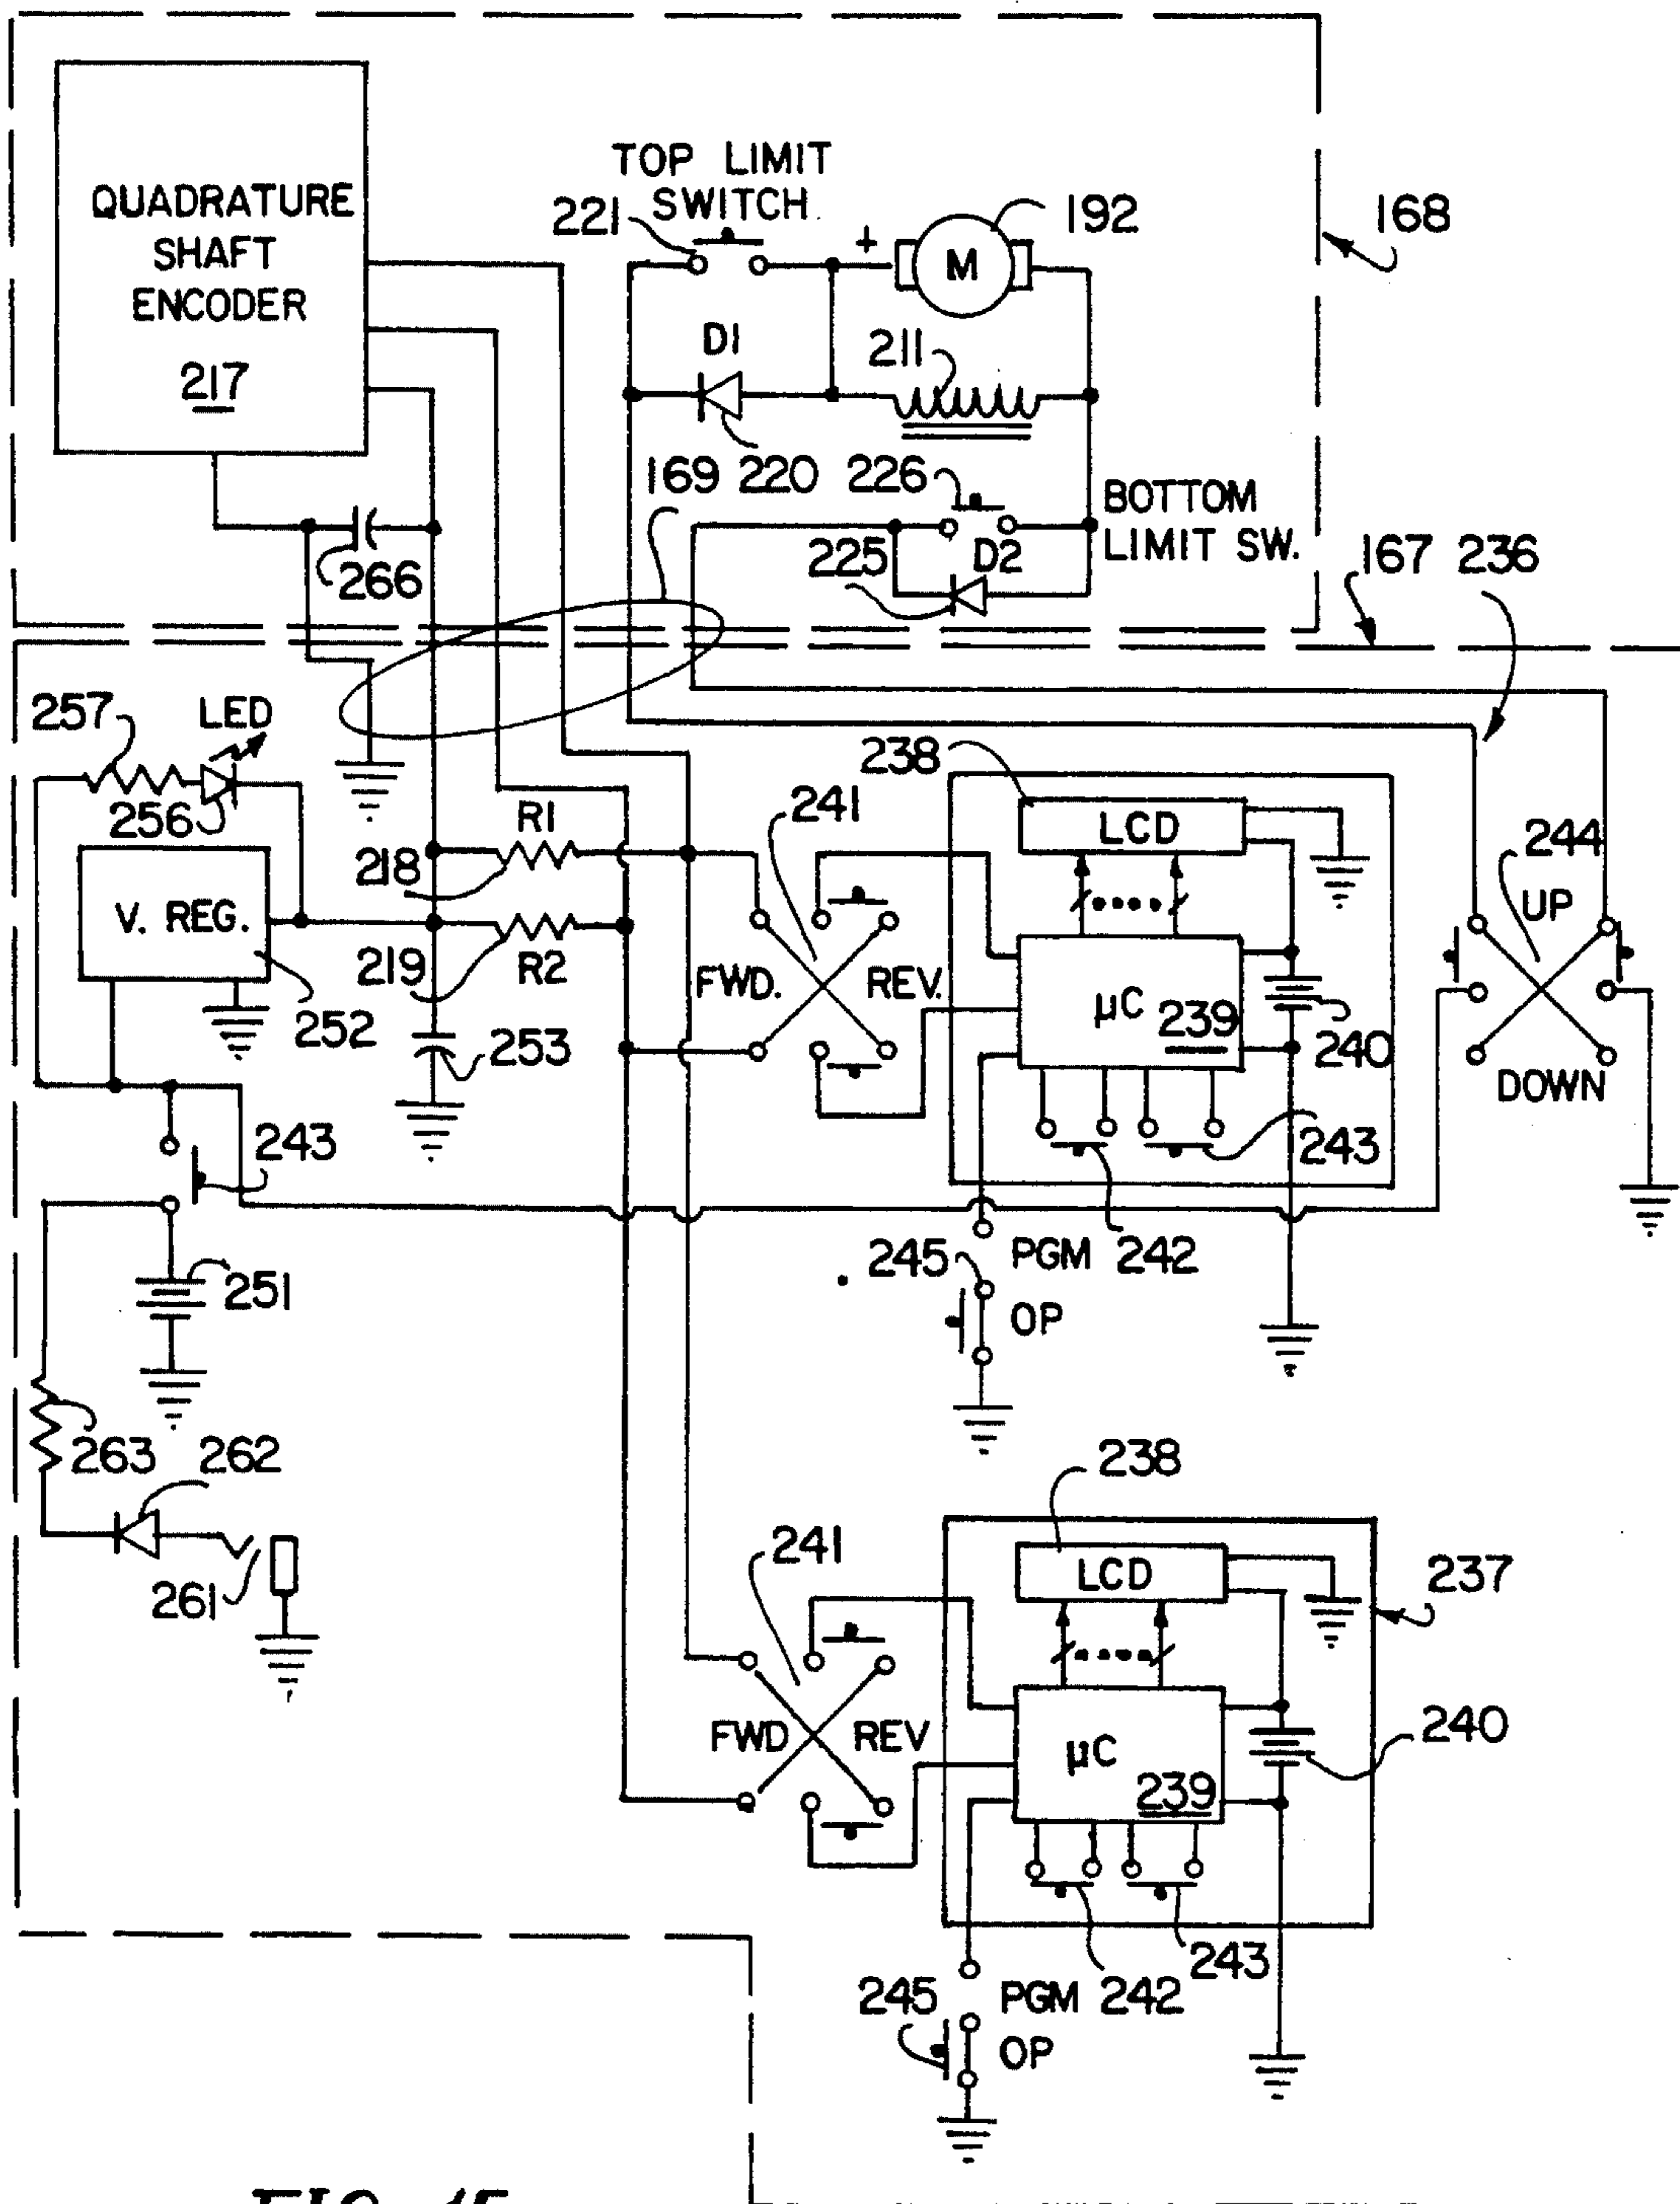 QUADRATURE
SHAFT
ENCODER
217
TOP LIMIT
SWITCH
221
+
M
192
168
D1
211
169
220
226
BOTTOM
LIMIT SW.
225
D2
266
167
236
257
LED
256
V. REG.
252
218
R1
219
R2
253
241
FWD.
REV.
238
LCD
µC
239
240
244
UP
DOWN
243
242
243
251
245
PGM
OP
263
262
261
241
FWD
REV
238
LCD
237
µC
239
240
242
243
245
PGM
OP